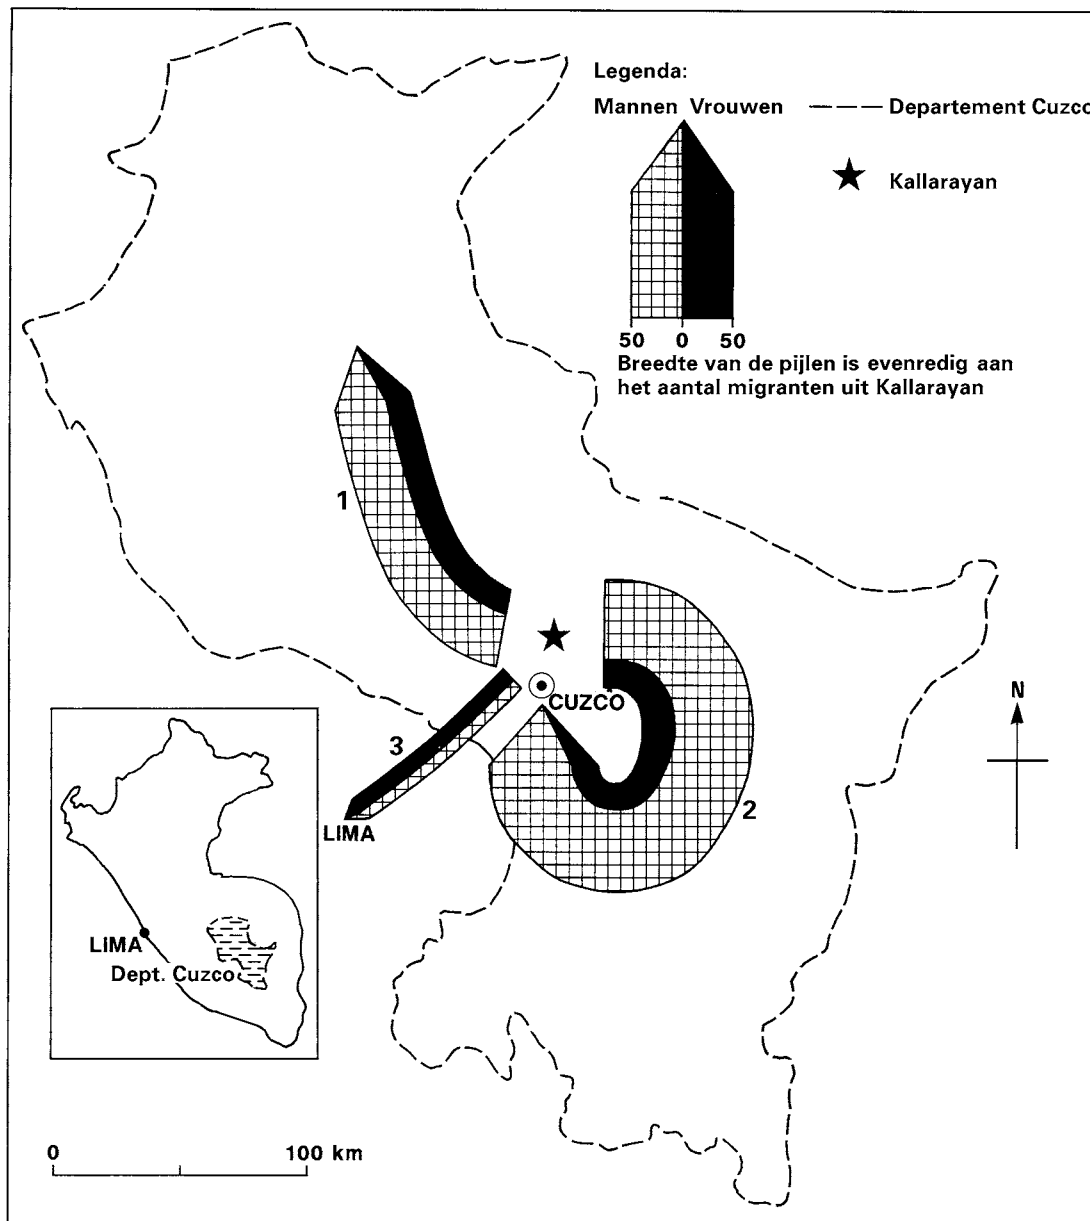 Legenda:
Mannen Vrouwen
Departement Cuzco
Kallarayan
50 0 50
Breedte van de pijlen is evenredig aan
het aantal migranten uit Kallarayan
1
CUZCO
N
3
2
LIMA
LIMA
Dept. Cuzco
0 100 km